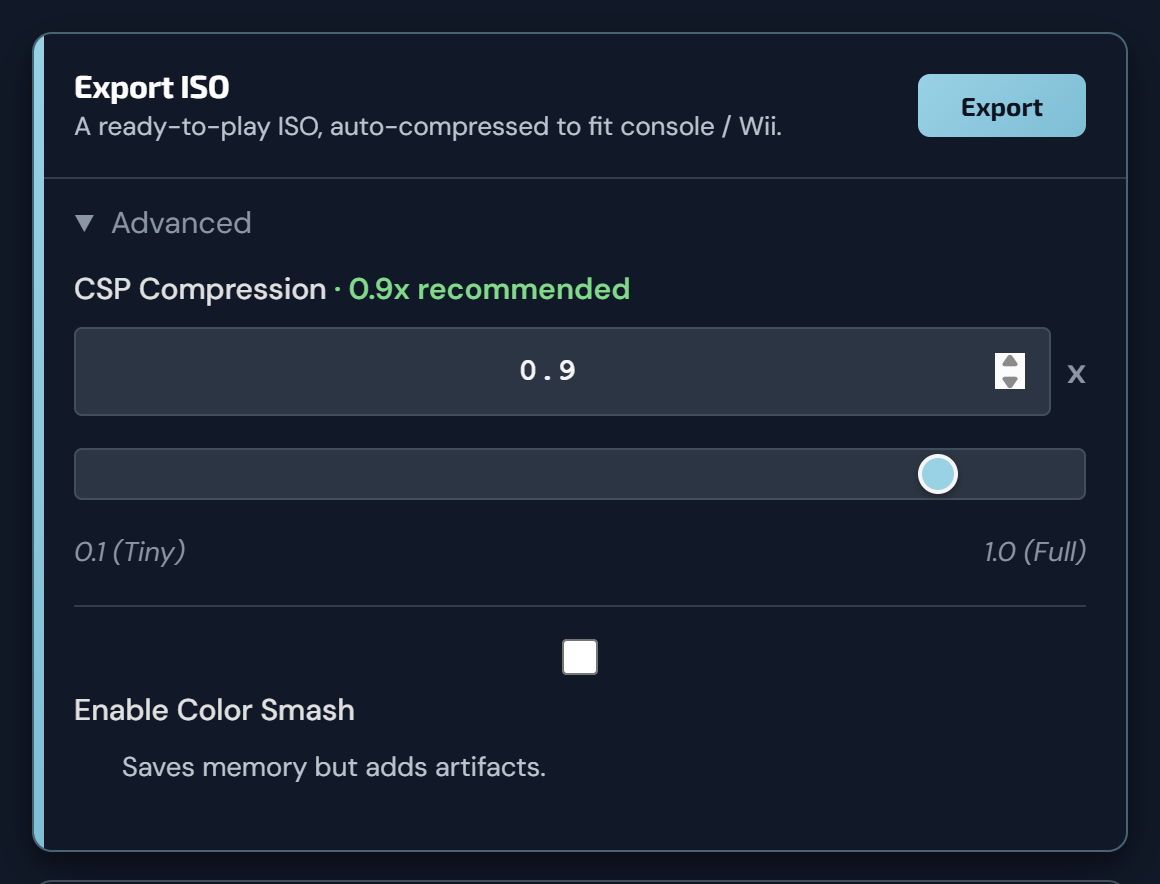 Export ISO
A ready-to-play ISO, auto-compressed to fit console / Wii.
Export
▼ Advanced
CSP Compression · 0.9x recommended
0.9
x
0.1 (Tiny)
1.0 (Full)
Enable Color Smash
Saves memory but adds artifacts.